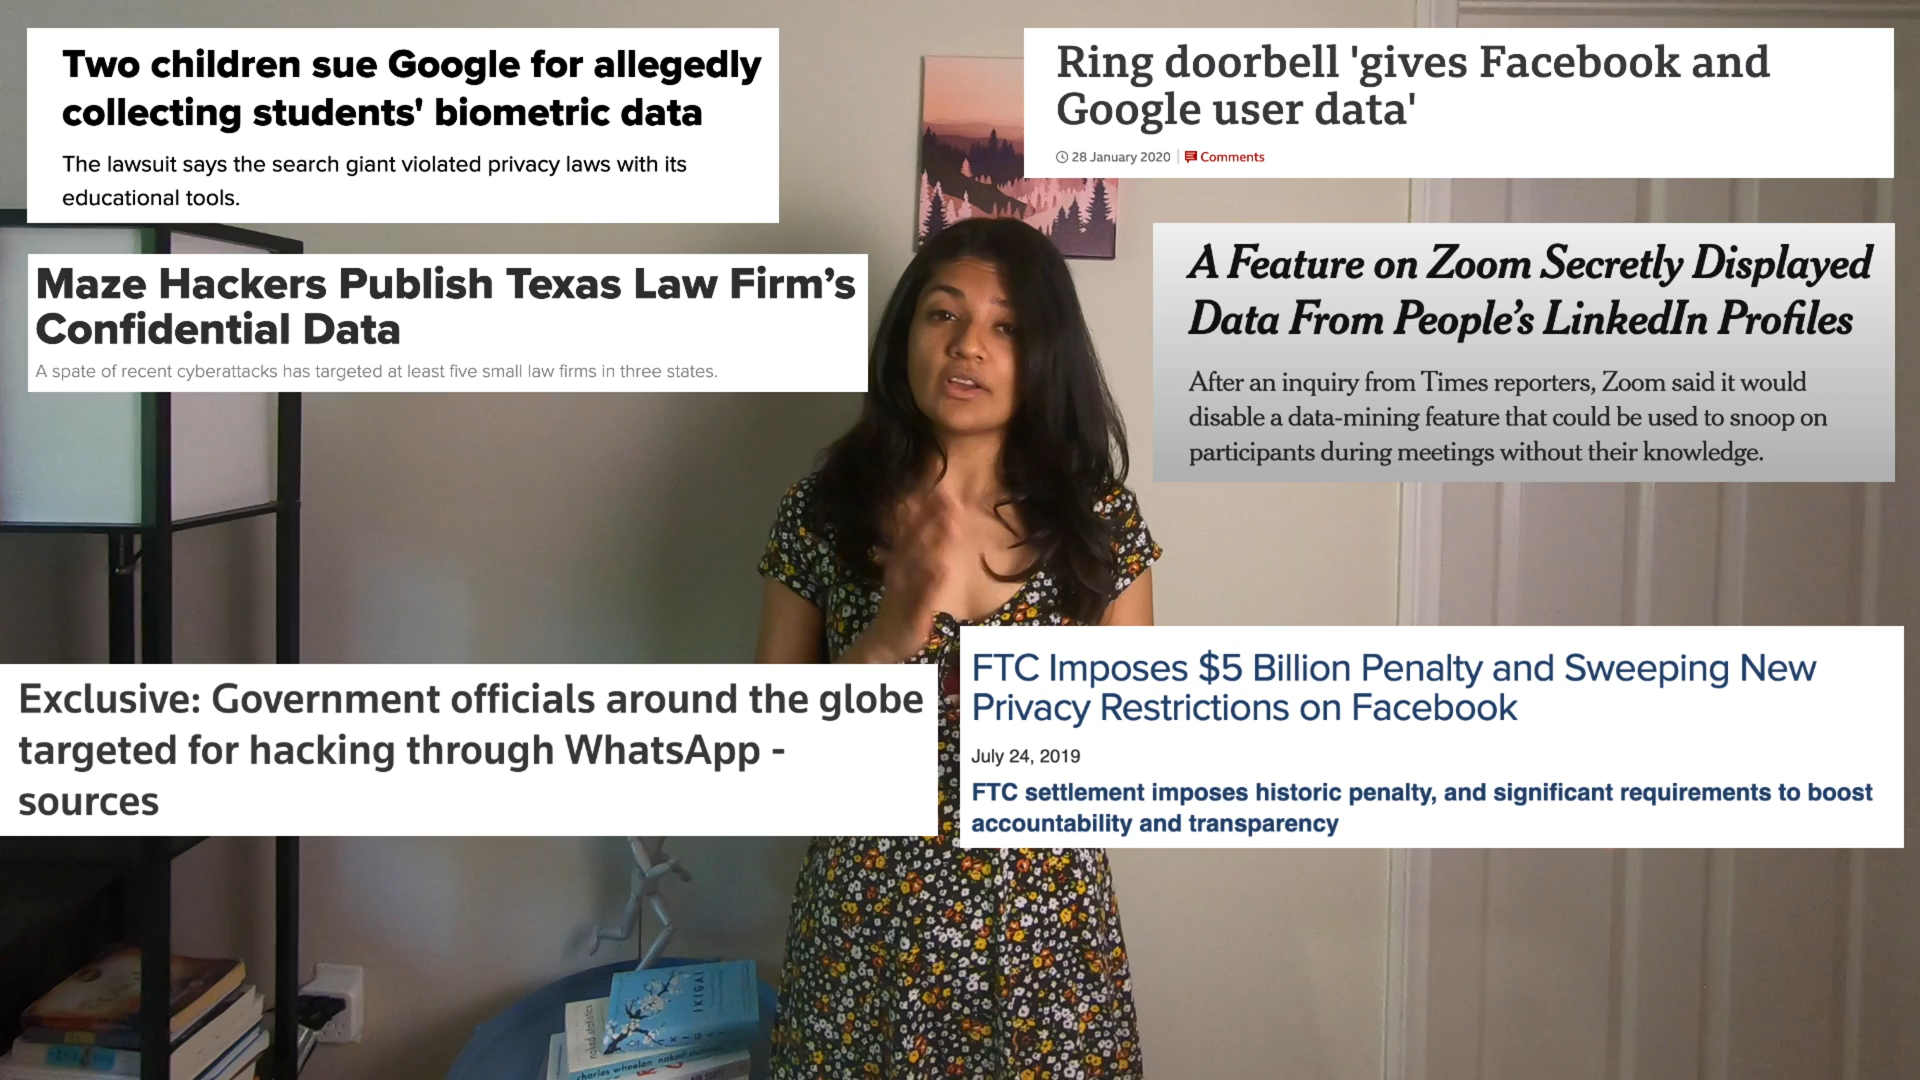 Two children sue Google for allegedly
collecting students' biometric data
The lawsuit says the search giant violated privacy laws with its
educational tools.
Ring doorbell 'gives Facebook and
Google user data'
28 January 2020
Comments
Maze Hackers Publish Texas Law Firm's
Confidential Data
A spate of recent cyberattacks has targeted at least five small law firms in three states.
A Feature on Zoom Secretly Displayed
Data From People's LinkedIn Profiles
After an inquiry from Times reporters, Zoom said it would
disable a data-mining feature that could be used to snoop on
participants during meetings without their knowledge.
Exclusive: Government officials around the globe
targeted for hacking through WhatsApp -
sources
FTC Imposes $5 Billion Penalty and Sweeping New
Privacy Restrictions on Facebook
July 24, 2019
FTC settlement imposes historic penalty, and significant requirements to boost
accountability and transparency
IKIGAI
IKIGAI
naked statistics
charles wheelan naked